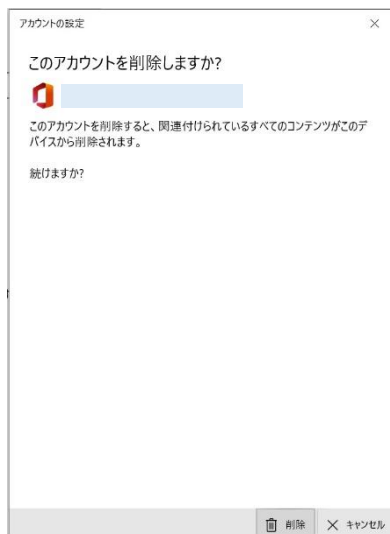 アカウントの設定
このアカウントを削除しますか?
このアカウントを削除すると、関連付けられているすべてのコンテンツがこのデ
バイスから削除されます。
続けますか?
削除 キャンセル